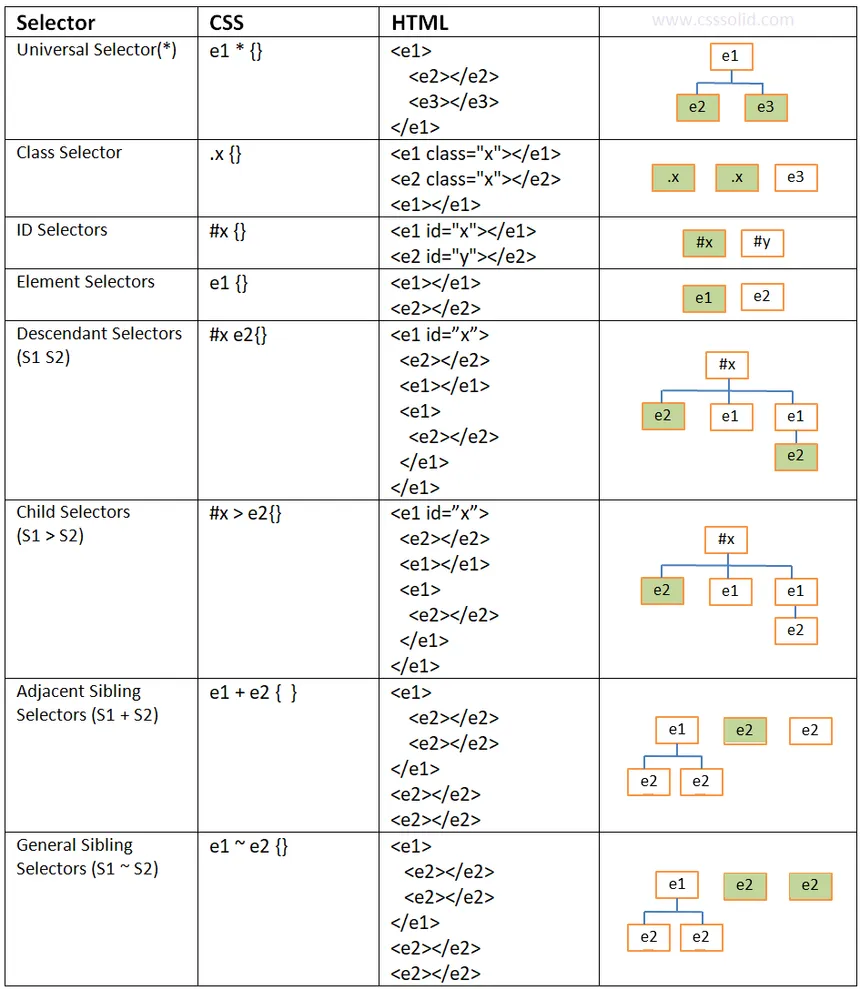 Selector CSS HTML www.csssolid.com
Universal Selector(*) e1 * {} <e1> e1
<e2></e2>
<e3></e3> e2 e3
</e1>
Class Selector .x {} <e1 class="x"></e1>
<e2 class="x"></e2> .x .x e3
<e1></e1>
ID Selectors #x {} <e1 id="x"></e1> #x #y
<e2 id="y"></e2>
Element Selectors e1 {} <e1></e1> e1 e2
<e2></e2>
Descendant Selectors #x e2{} <e1 id=”x”>
(S1 S2) <e2></e2> #x
<e1></e1>
<e1> e2 e1 e1
<e2></e2> e2
</e1>
</e1>
Child Selectors #x > e2{} <e1 id=”x”>
(S1 > S2) <e2></e2> #x
<e1></e1>
<e1> e2 e1 e1
<e2></e2> e2
</e1>
</e1>
Adjacent Sibling e1 + e2 { } <e1>
Selectors (S1 + S2) <e2></e2> e1 e2 e2
<e2></e2>
</e1> e2 e2
<e2></e2>
<e2></e2>
General Sibling e1 ~ e2 {} <e1>
Selectors (S1 ~ S2) <e2></e2> e1 e2 e2
<e2></e2>
</e1> e2 e2
<e2></e2>
<e2></e2>